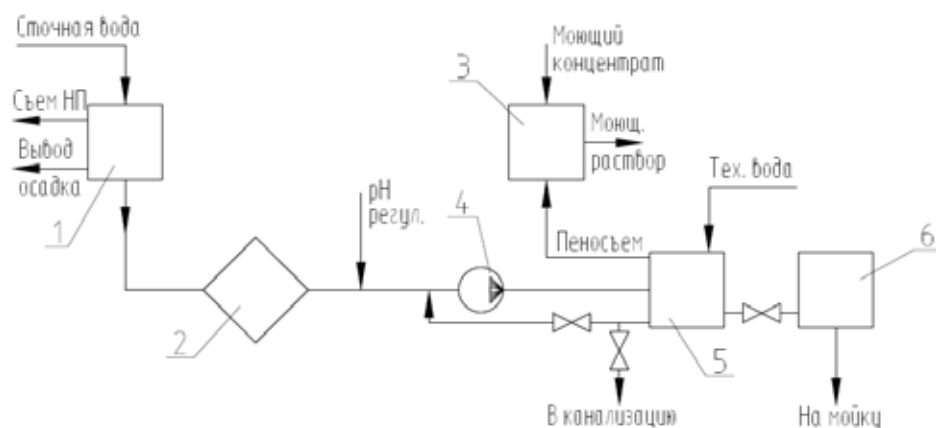 Сточная вода
Съем НП
Вывод
осадка
1
2
рН
регул.
3
Моющий
концентрат
Моющ.
раствор
4
Пеносъем
Тех. вода
5
6
В канализацию
На мойку